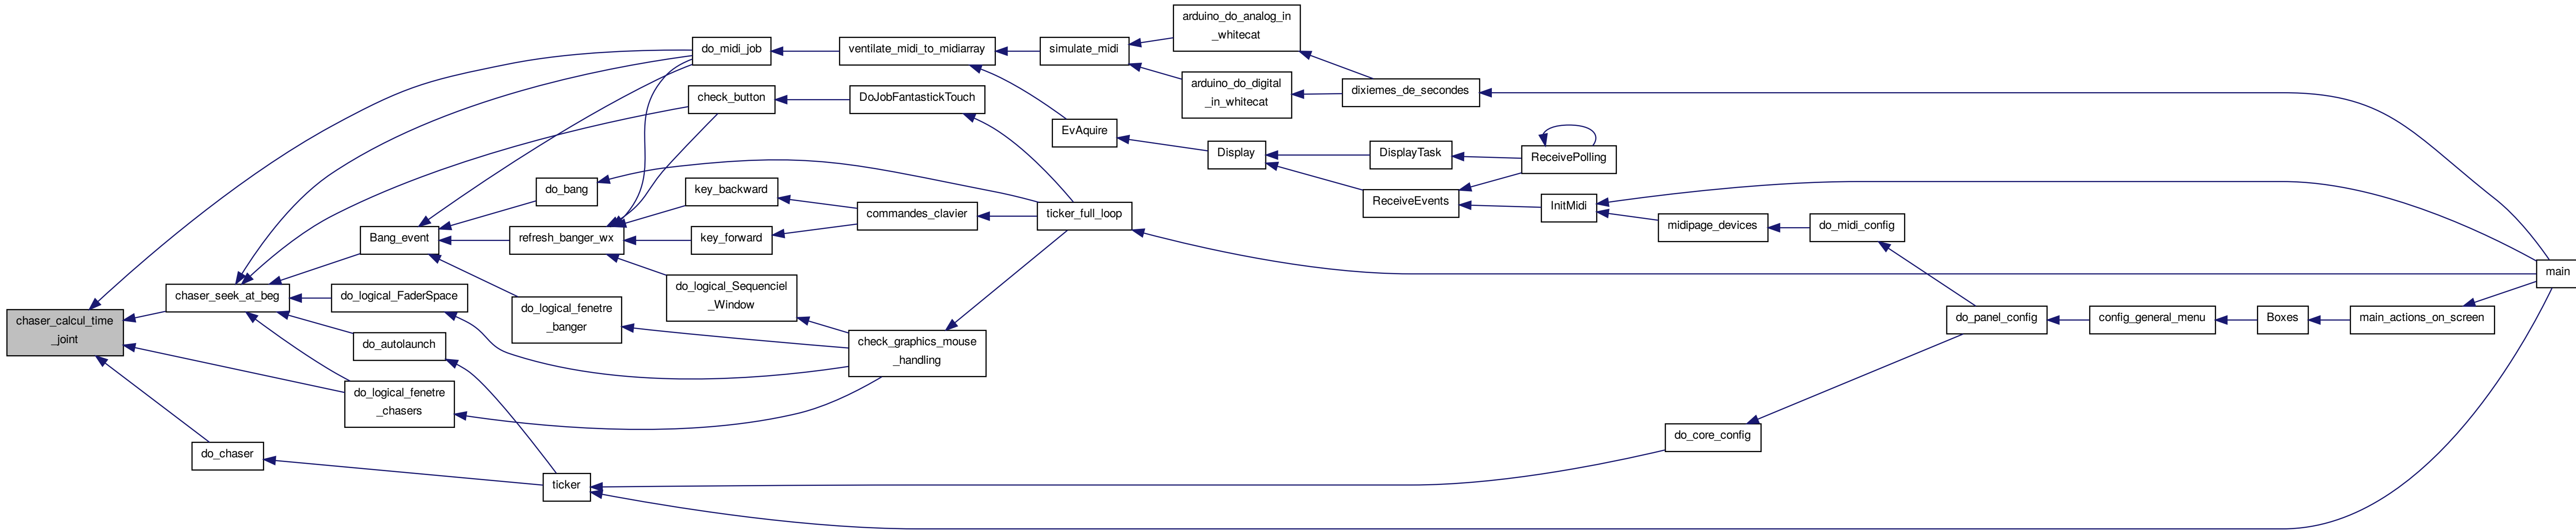 arduino_do_analog_in
_whitecat
do_midi_job
ventilate_midi_to_midiarray
simulate_midi
arduino_do_digital
_in_whitecat
dixiemes_de_secondes
check_button
DoJobFantastickTouch
EvAquire
Display
DisplayTask
ReceivePolling
do_bang
key_backward
commandes_clavier
ticker_full_loop
ReceiveEvents
InitMidi
midipage_devices
do_midi_config
Bang_event
refresh_banger_wx
key_forward
main
chaser_seek_at_beg
do_logical_FaderSpace
do_logical_Sequenciel
_Window
do_logical_fenetre
_banger
chaser_calcul_time
_joint
do_autolaunch
check_graphics_mouse
_handling
do_panel_config
config_general_menu
Boxes
main_actions_on_screen
do_logical_fenetre
_chasers
do_chaser
do_core_config
ticker